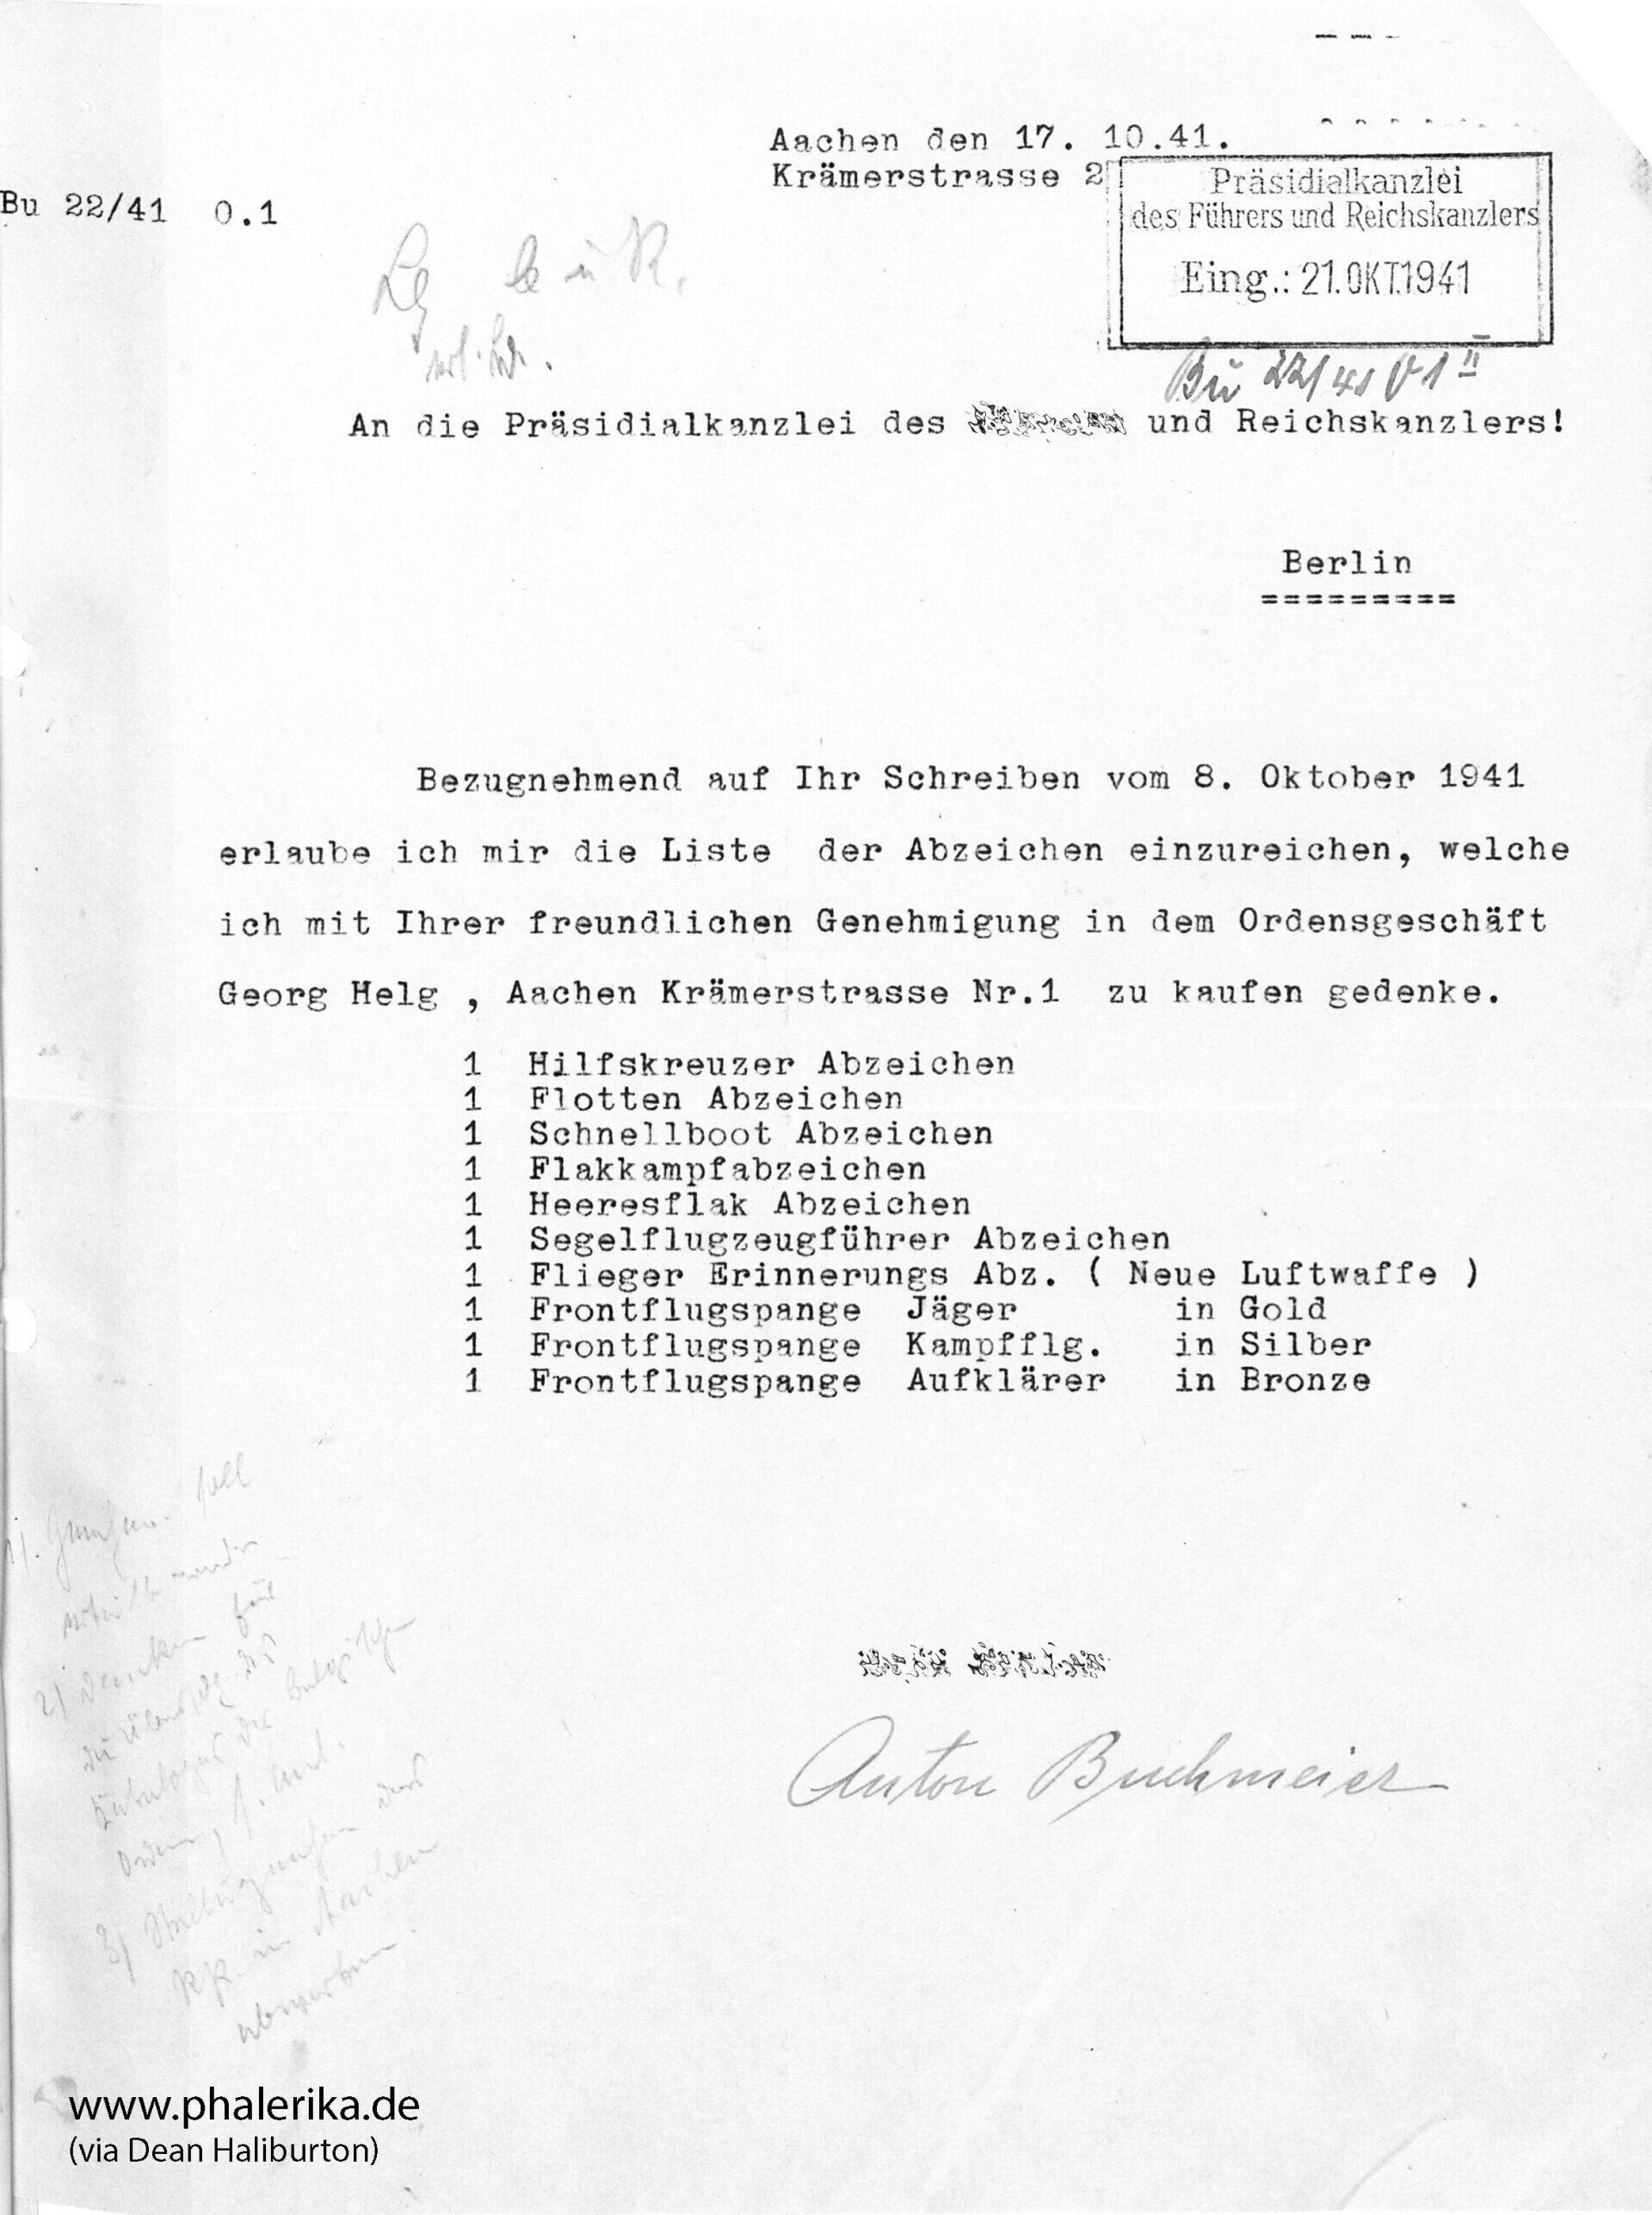 Aachen den 17. 10.41.
Krämerstrasse 2
Präsidialkanzlei
des Führers und Reichskanzlers
Eing.: 21.OKT.1941
Bu 22/41 O.1
Bu 22/41 O 1 II
An die Präsidialkanzlei des und Reichskanzlers!
Berlin
=========
Bezugnehmend auf Ihr Schreiben vom 8. Oktober 1941
erlaube ich mir die Liste der Abzeichen einzureichen, welche
ich mit Ihrer freundlichen Genehmigung in dem Ordensgeschäft
Georg Helg , Aachen Krämerstrasse Nr.1 zu kaufen gedenke.
1 Hilfskreuzer Abzeichen
1 Flotten Abzeichen
1 Schnellboot Abzeichen
1 Flakkampfabzeichen
1 Heeresflak Abzeichen
1 Segelflugzeugführer Abzeichen
1 Flieger Erinnerungs Abz. ( Neue Luftwaffe )
1 Frontflugspange Jäger in Gold
1 Frontflugspange Kampfflg. in Silber
1 Frontflugspange Aufklärer in Bronze
Anton Buchmeier
www.phalerika.de
(via Dean Haliburton)